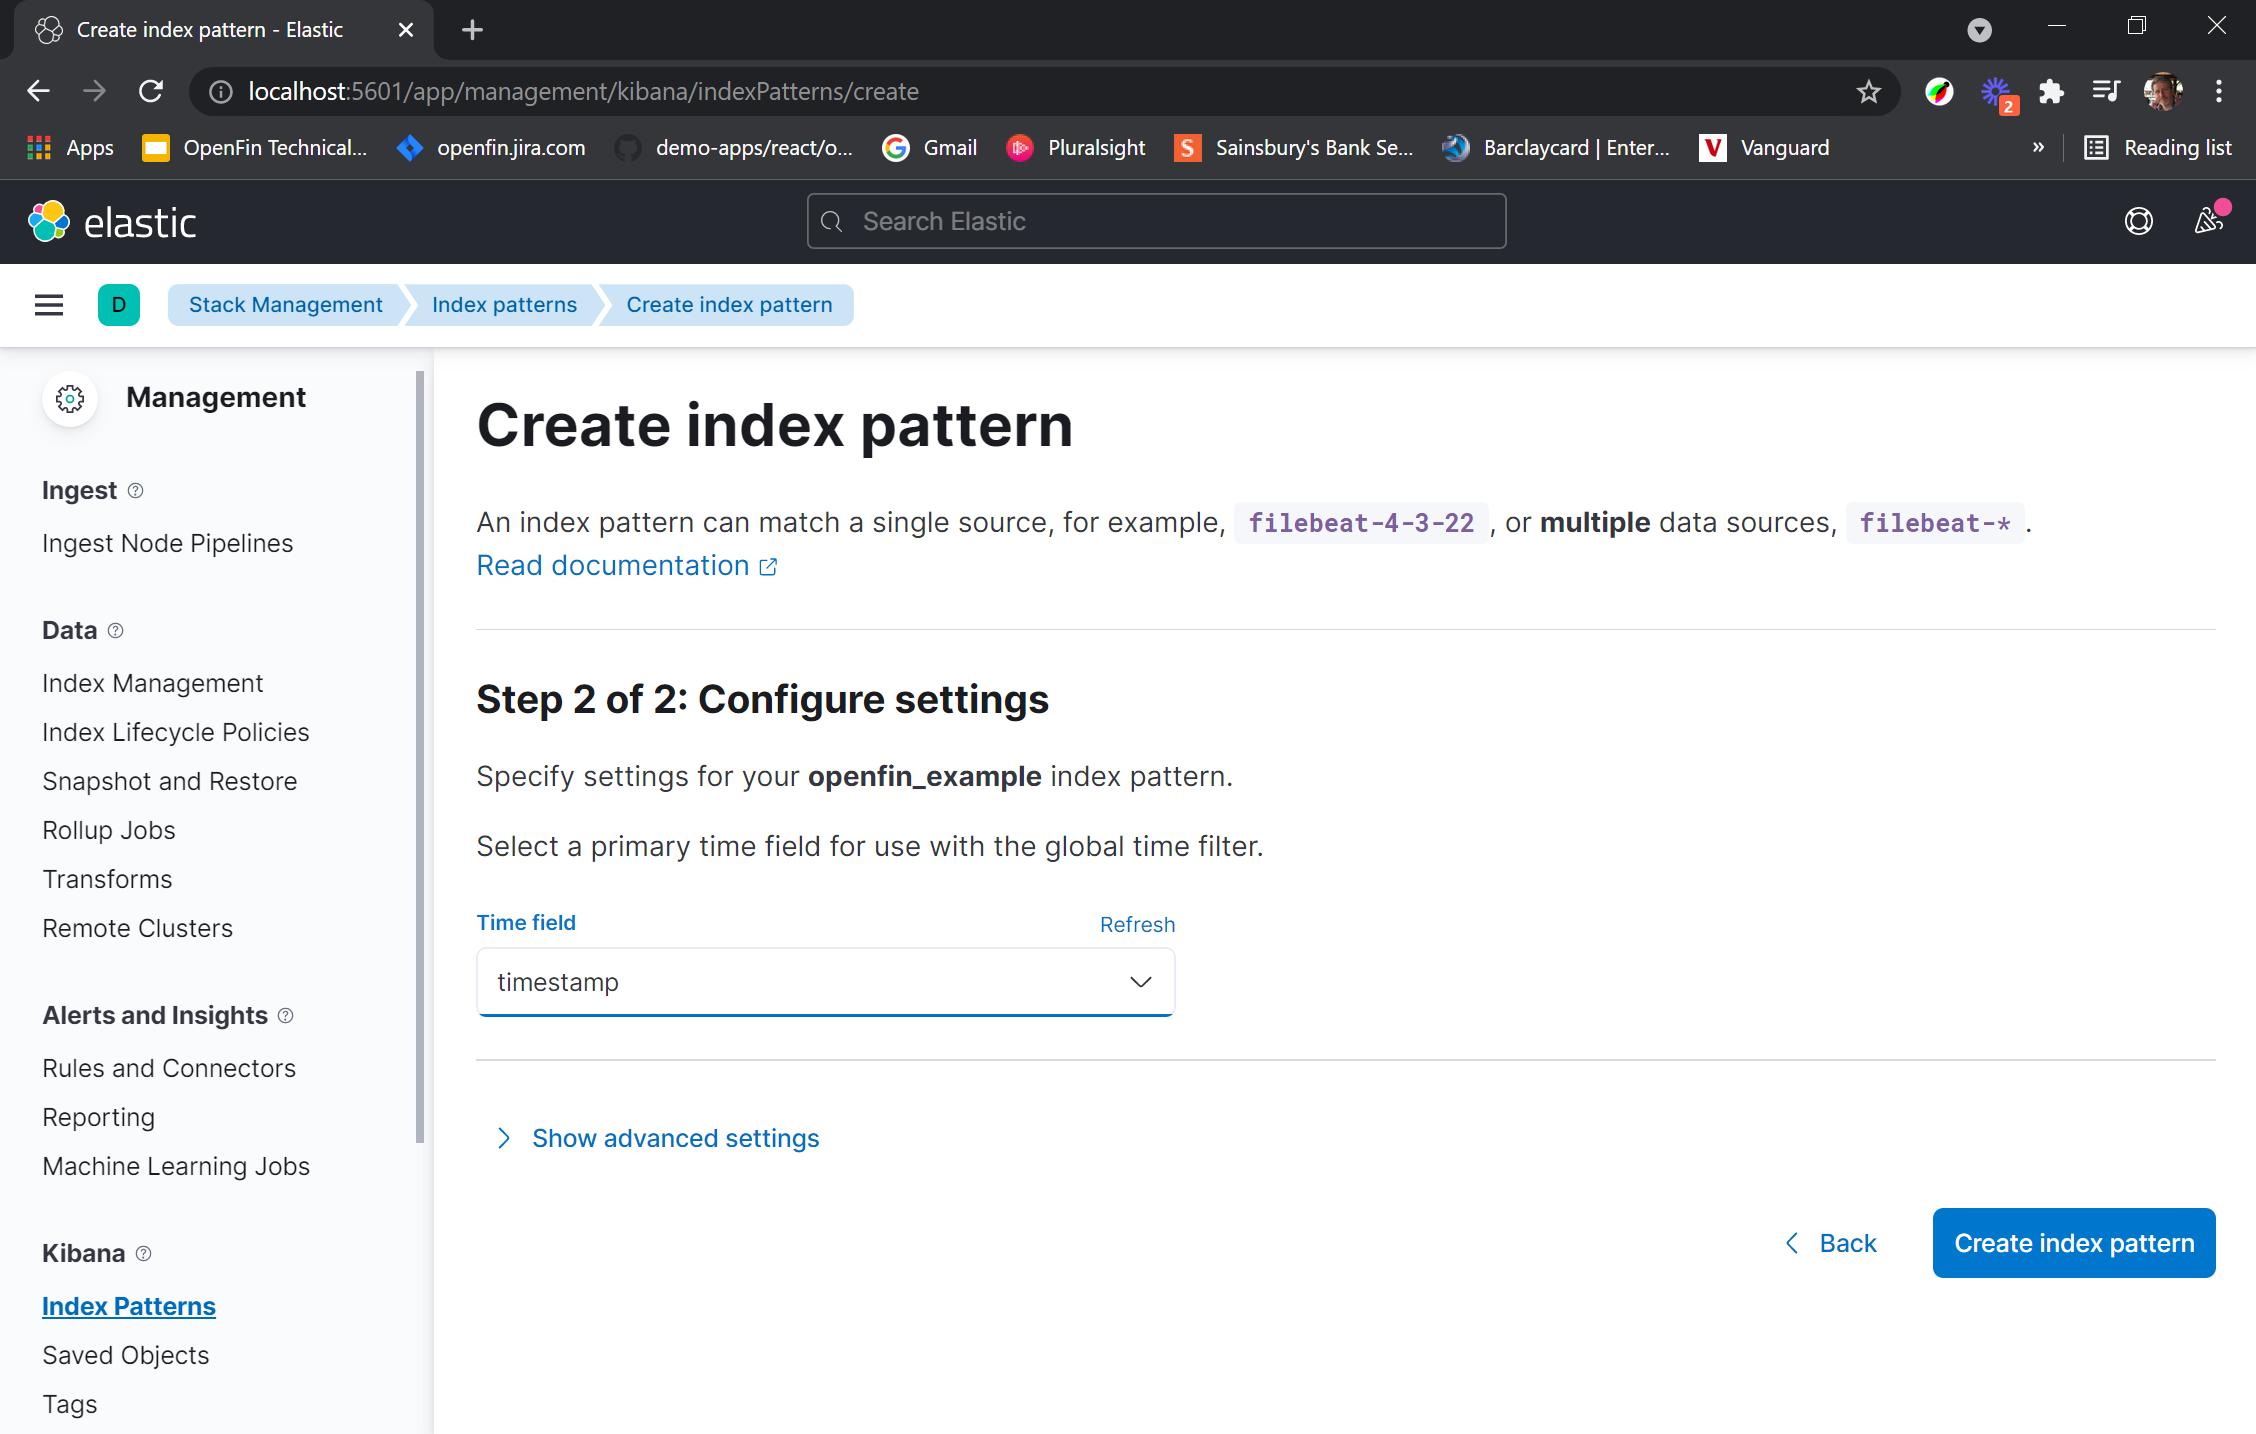 Create index pattern - Elastic
localhost:5601/app/management/kibana/indexPatterns/create
2
Apps
OpenFin Technical...
openfin.jira.com
demo-apps/react/o...
Gmail
Pluralsight
S
Sainsbury's Bank Se...
Barclaycard | Enter...
V
Vanguard
»
Reading list
elastic
Search Elastic
D
Stack Management
Index patterns
Create index pattern
Management
Ingest
Ingest Node Pipelines
Data
Index Management
Index Lifecycle Policies
Snapshot and Restore
Rollup Jobs
Transforms
Remote Clusters
Alerts and Insights
Rules and Connectors
Reporting
Machine Learning Jobs
Kibana
Index Patterns
Saved Objects
Tags
Create index pattern
An index pattern can match a single source, for example, filebeat-4-3-22 , or multiple data sources, filebeat-* .
Read documentation
Step 2 of 2: Configure settings
Specify settings for your openfin_example index pattern.
Select a primary time field for use with the global time filter.
Time field
Refresh
timestamp
Show advanced settings
Back
Create index pattern